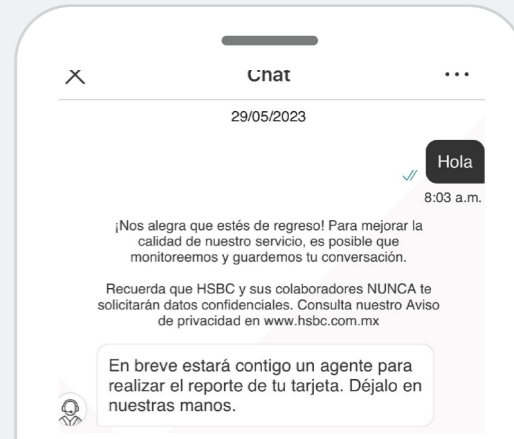 Chat
29/05/2023
Hola
8:03 a.m.
¡Nos alegra que estés de regreso! Para mejorar la
calidad de nuestro servicio, es posible que
monitoreemos y guardemos tu conversación.
Recuerda que HSBC y sus colaboradores NUNCA te
solicitarán datos confidenciales. Consulta nuestro Aviso
de privacidad en www.hsbc.com.mx
En breve estará contigo un agente para
realizar el reporte de tu tarjeta. Déjalo en
nuestras manos.